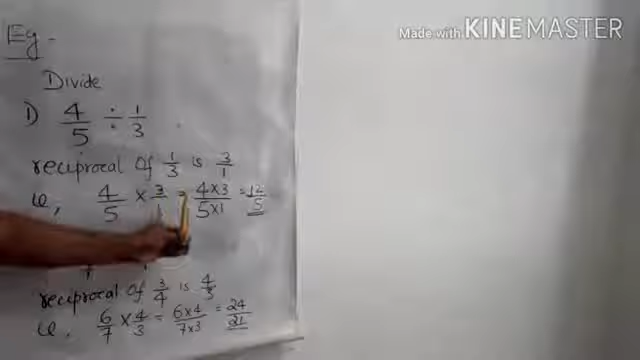 Eg -
Made with KINEMASTER
Divide
1) 4/5 ÷ 1/3
reciprocal of 1/3 is 3/1
ie, 4/5 × 3/1 = 4×3/5×1 = 12/5
reciprocal of 3/4 is 4/3
ie, 6/7 × 4/3 = 6×4/7×3 = 24/21